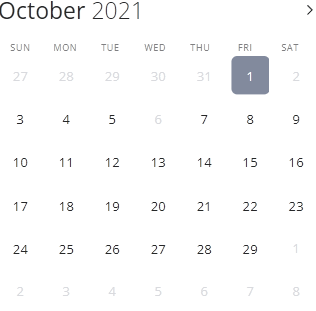 October 2021
SUN MON TUE WED THU FRI SAT
27 28 29 30 31 1 2
3 4 5 6 7 8 9
10 11 12 13 14 15 16
17 18 19 20 21 22 23
24 25 26 27 28 29 1
2 3 4 5 6 7 8